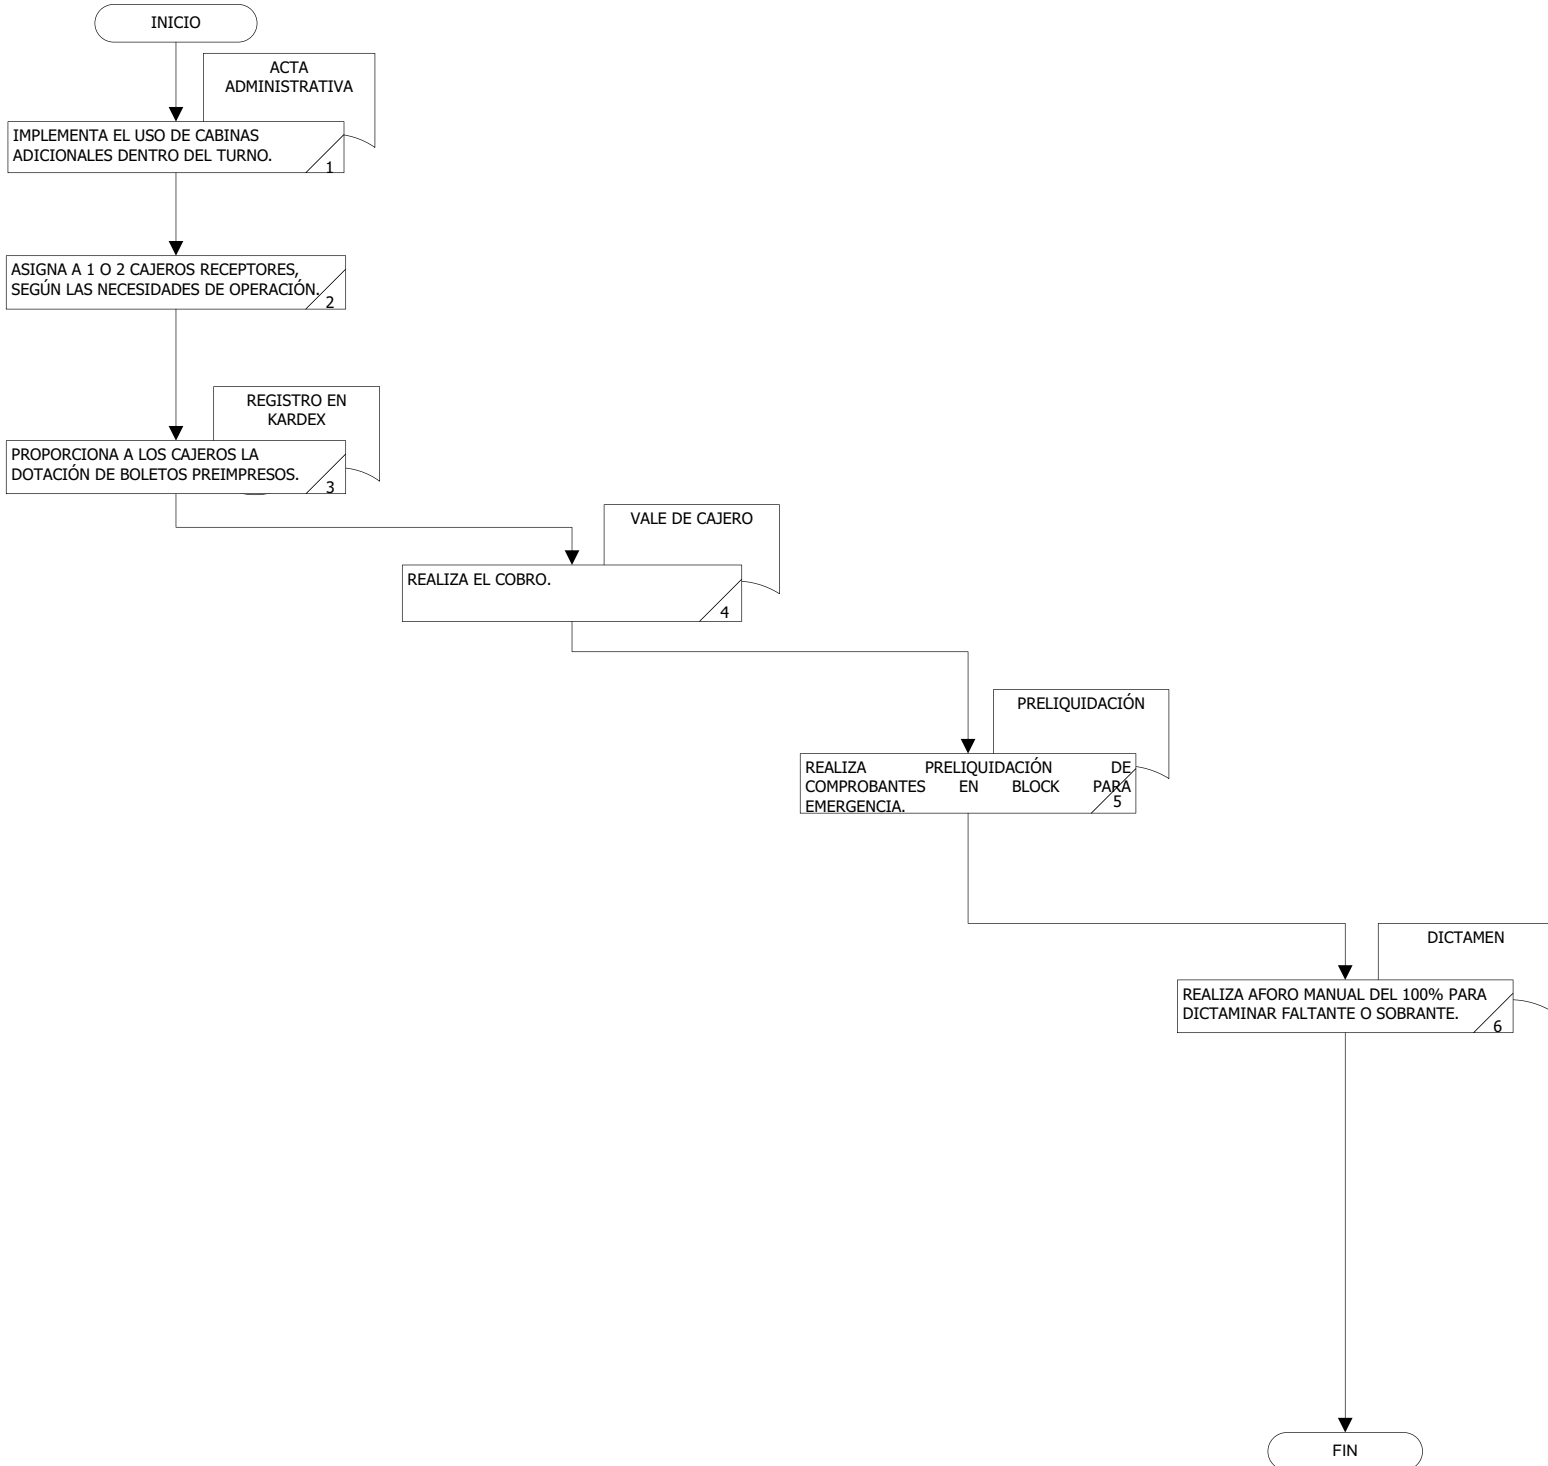 INICIO
ACTA
ADMINISTRATIVA
IMPLEMENTA EL USO DE CABINAS
ADICIONALES DENTRO DEL TURNO.
1
ASIGNA A 1 O 2 CAJEROS RECEPTORES,
SEGÚN LAS NECESIDADES DE OPERACIÓN.
2
REGISTRO EN
KARDEX
PROPORCIONA A LOS CAJEROS LA
DOTACIÓN DE BOLETOS PREIMPRESOS.
3
VALE DE CAJERO
REALIZA EL COBRO.
4
PRELIQUIDACIÓN
REALIZA PRELIQUIDACIÓN DE
COMPROBANTES EN BLOCK PARA
EMERGENCIA.
5
DICTAMEN
REALIZA AFORO MANUAL DEL 100% PARA
DICTAMINAR FALTANTE O SOBRANTE.
6
FIN